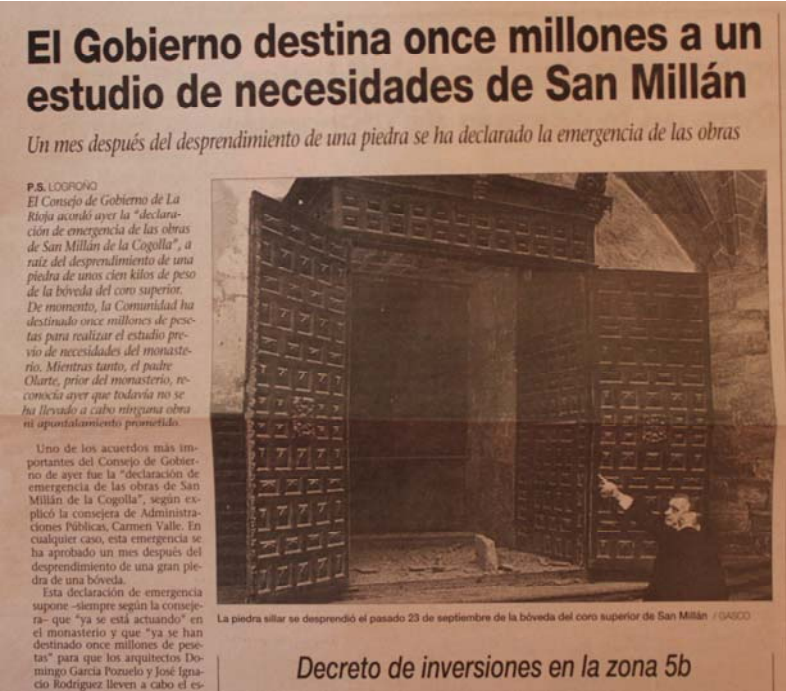 El Gobierno destina once millones a un
estudio de necesidades de San Millán
Un mes después del desprendimiento de una piedra se ha declarado la emergencia de las obras
P.S. LOGROÑO
El Consejo de Gobierno de La
Rioja acordó ayer la "declara-
ción de emergencia de las obras
de San Millán de la Cogolla", a
raíz del desprendimiento de una
piedra de unos cien kilos de peso
de la bóveda del coro superior.
De momento, la Comunidad ha
destinado once millones de pese-
tas para realizar el estudio pre-
vio de necesidades del monaste-
rio. Mientras tanto, el padre
Olarte, prior del monasterio, re-
conocía ayer que todavía no se
ha llevado a cabo ninguna obra
ni apuntalamiento prometido.
Uno de los acuerdos más im-
portantes del Consejo de Gobier-
no de ayer fue la "declaración de
emergencia de las obras de San
Millán de la Cogolla", según ex-
plicó la consejera de Administra-
ciones Públicas, Carmen Valle. En
cualquier caso, esta emergencia se
ha aprobado un mes después del
desprendimiento de una gran pie-
dra de una bóveda.
Esta declaración de emergencia
supone –siempre según la conseje-
ra– que "ya se está actuando" en
el monasterio y que "ya se han
destinado once millones de pese-
tas" para que los arquitectos Do-
mingo García Pozuelo y José Igna-
cio Rodríguez lleven a cabo el es-
La piedra sillar se desprendió el pasado 23 de septiembre de la bóveda del coro superior de San Millán / GASCO
Decreto de inversiones en la zona 5b